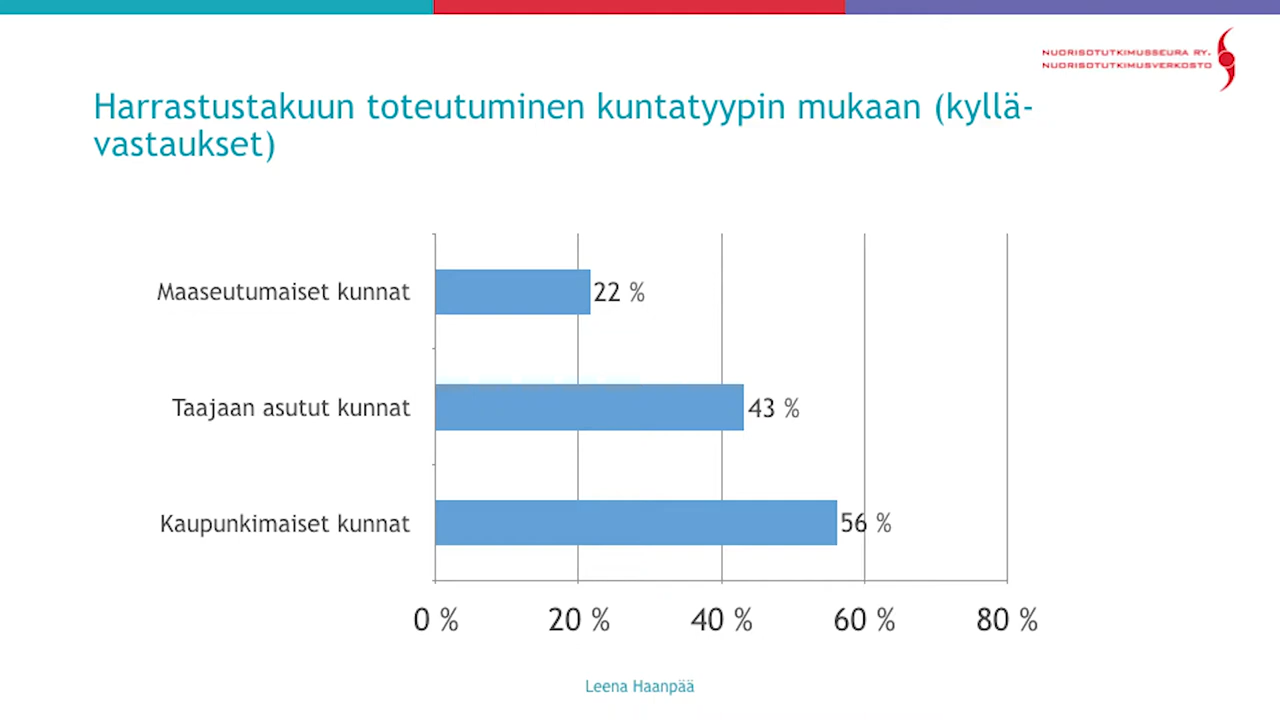 NUORISOTUTKIMUSSEURA RY.
NUORISOTUTKIMUSVERKOSTO
Harrastustakuun toteutuminen kuntatyypin mukaan (kyllä-
vastaukset)
Maaseutumaiset kunnat
22 %
Taajaan asutut kunnat
43 %
Kaupunkimaiset kunnat
56 %
0 %
20 %
40 %
60 %
80 %
Leena Haanpää